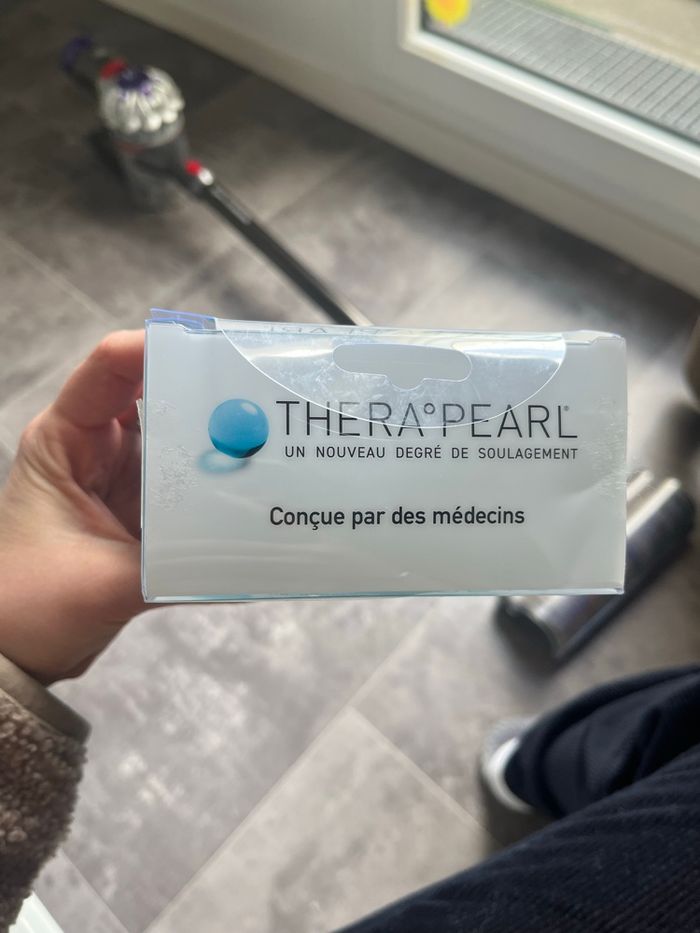 THERA°PEARL®
UN NOUVEAU DEGRÉ DE SOULAGEMENT
Conçue par des médecins